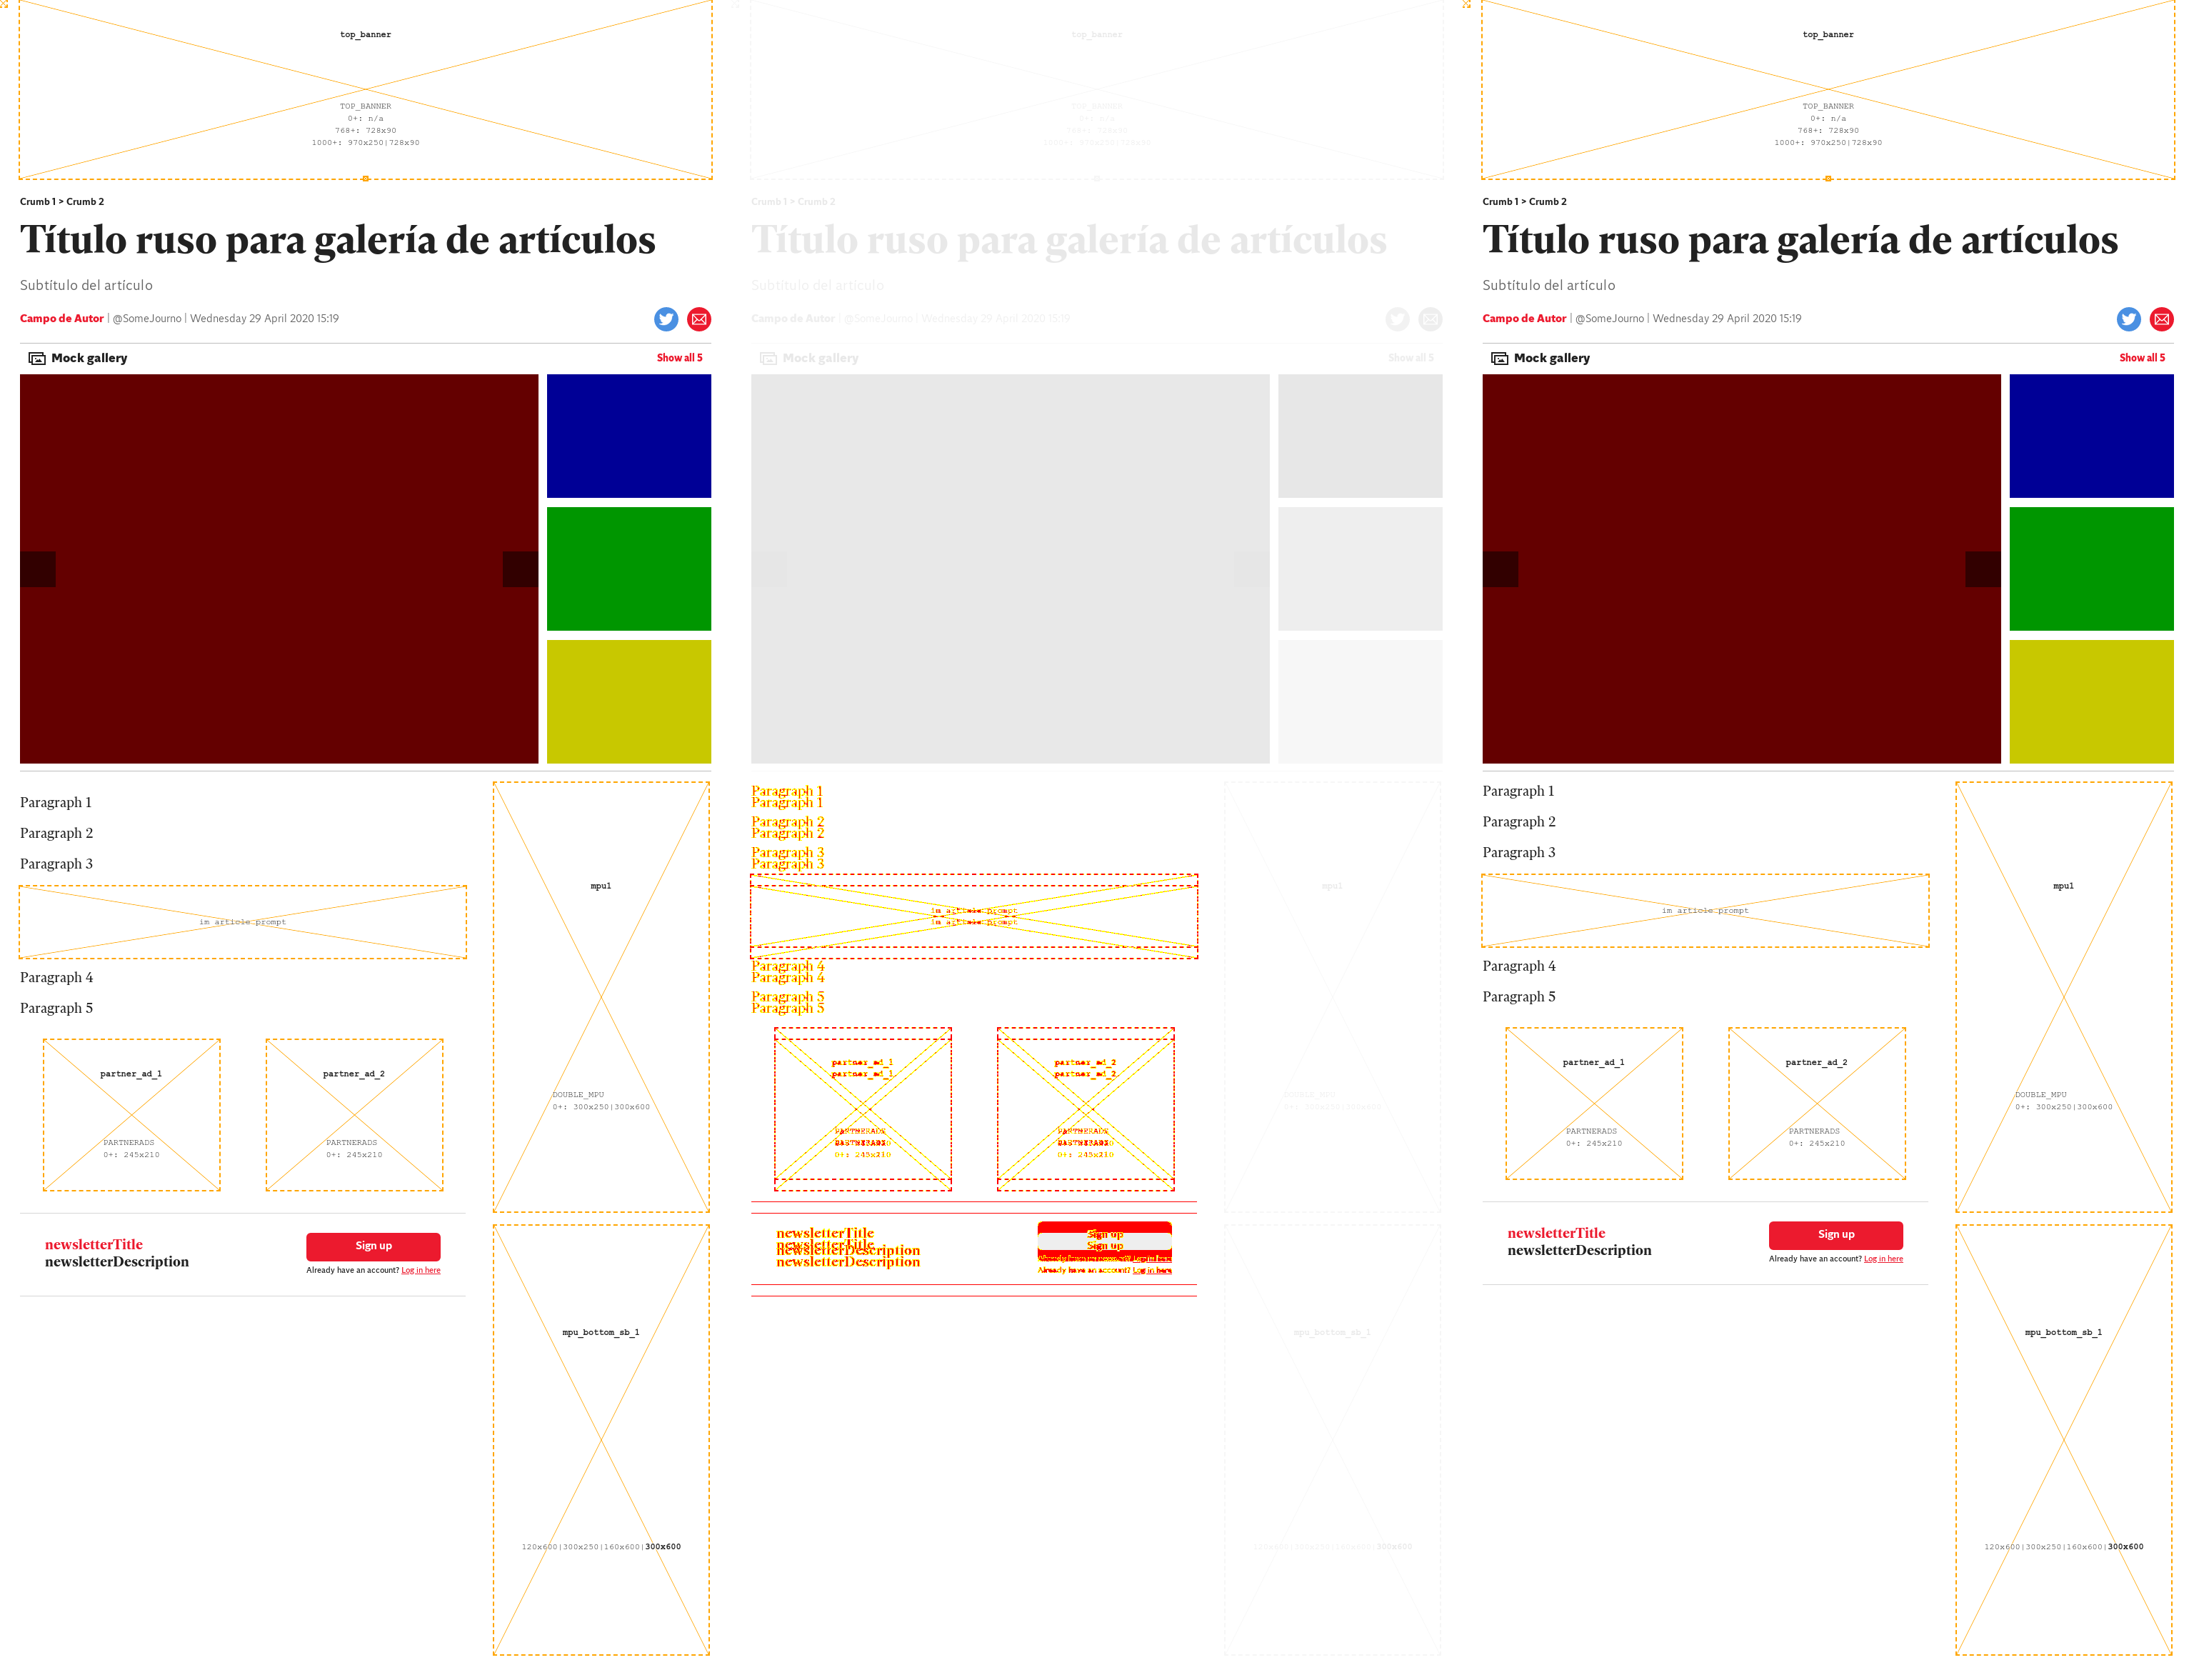 top_banner
TOP_BANNER
0+: n/a
768+: 728x90
1000+: 970x250|728x90
Crumb 1 > Crumb 2
Título ruso para galería de artículos
Subtítulo del artículo
Campo de Autor | @SomeJourno | Wednesday 29 April 2020 15:19
Mock gallery
Show all 5
Paragraph 1
Paragraph 2
Paragraph 3
im article prompt
Paragraph 4
Paragraph 5
partner_ad_1
PARTNERADS
0+: 245x210
partner_ad_2
PARTNERADS
0+: 245x210
newsletterTitle
newsletterDescription
Sign up
Already have an account? Log in here
mpu1
DOUBLE_MPU
0+: 300x250|300x600
mpu_bottom_sb_1
120x600|300x250|160x600|300x600
top_banner
TOP_BANNER
0+: n/a
768+: 728x90
1000+: 970x250|728x90
Crumb 1 > Crumb 2
Título ruso para galería de artículos
Subtítulo del artículo
Campo de Autor | @SomeJourno | Wednesday 29 April 2020 15:19
Mock gallery
Show all 5
Paragraph 1
Paragraph 1
Paragraph 2
Paragraph 2
Paragraph 3
Paragraph 3
im article prompt
im article prompt
Paragraph 4
Paragraph 4
Paragraph 5
Paragraph 5
partner_ad_1
partner_ad_1
PARTNERADS
0+: 245x210
partner_ad_2
partner_ad_2
PARTNERADS
0+: 245x210
newsletterTitle
newsletterTitle
newsletterDescription
newsletterDescription
Sign up
Sign up
Already have an account? Log in here
Already have an account? Log in here
mpu1
DOUBLE_MPU
0+: 300x250|300x600
mpu_bottom_sb_1
120x600|300x250|160x600|300x600
top_banner
TOP_BANNER
0+: n/a
768+: 728x90
1000+: 970x250|728x90
Crumb 1 > Crumb 2
Título ruso para galería de artículos
Subtítulo del artículo
Campo de Autor | @SomeJourno | Wednesday 29 April 2020 15:19
Mock gallery
Show all 5
Paragraph 1
Paragraph 2
Paragraph 3
im article prompt
Paragraph 4
Paragraph 5
partner_ad_1
PARTNERADS
0+: 245x210
partner_ad_2
PARTNERADS
0+: 245x210
newsletterTitle
newsletterDescription
Sign up
Already have an account? Log in here
mpu1
DOUBLE_MPU
0+: 300x250|300x600
mpu_bottom_sb_1
120x600|300x250|160x600|300x600